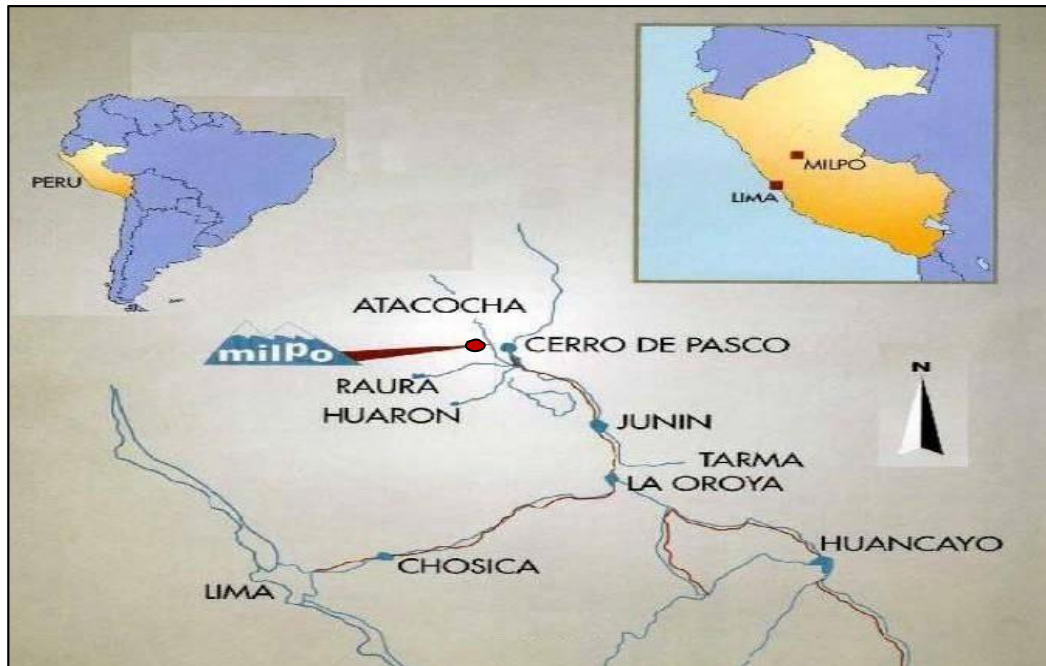 PERU
MILPO
LIMA
ATACOCHA
milpo
CERRO DE PASCO
RAURA
HUARON
N
JUNIN
TARMA
LA OROYA
HUANCAYO
CHOSICA
LIMA